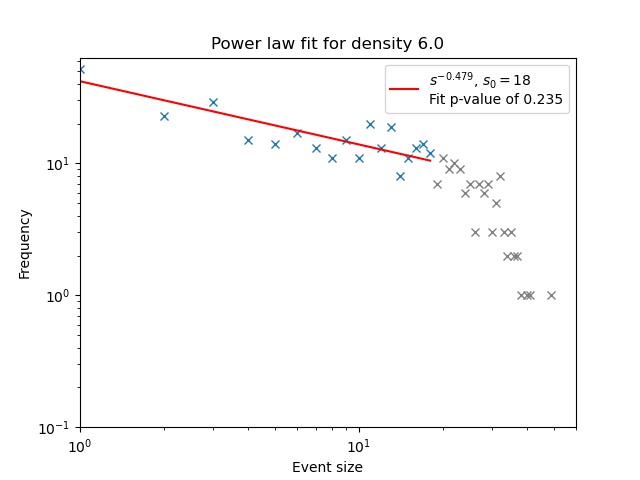 Power law fit for density 6.0
s^{-0.479}, s_0 = 18
Fit p-value of 0.235
10^1
10^0
10^{-1}
Frequency
10^0
10^1
Event size